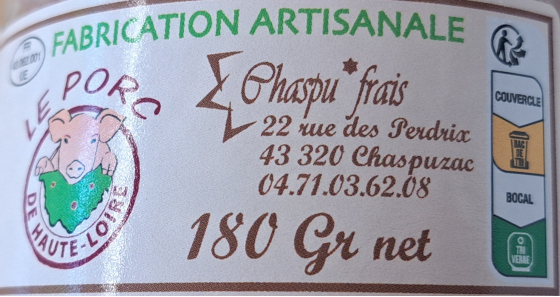 FABRICATION ARTISANALE
LE PORC
DE HAUTE-LOIRE
Chaspu*frais
22 rue des Perdrix
43 320 Chaspuzac
04.71.03.62.08
180 Gr net
COUVERCLE
BAC
DE
TRI
BOCAL
TRI
VERRE